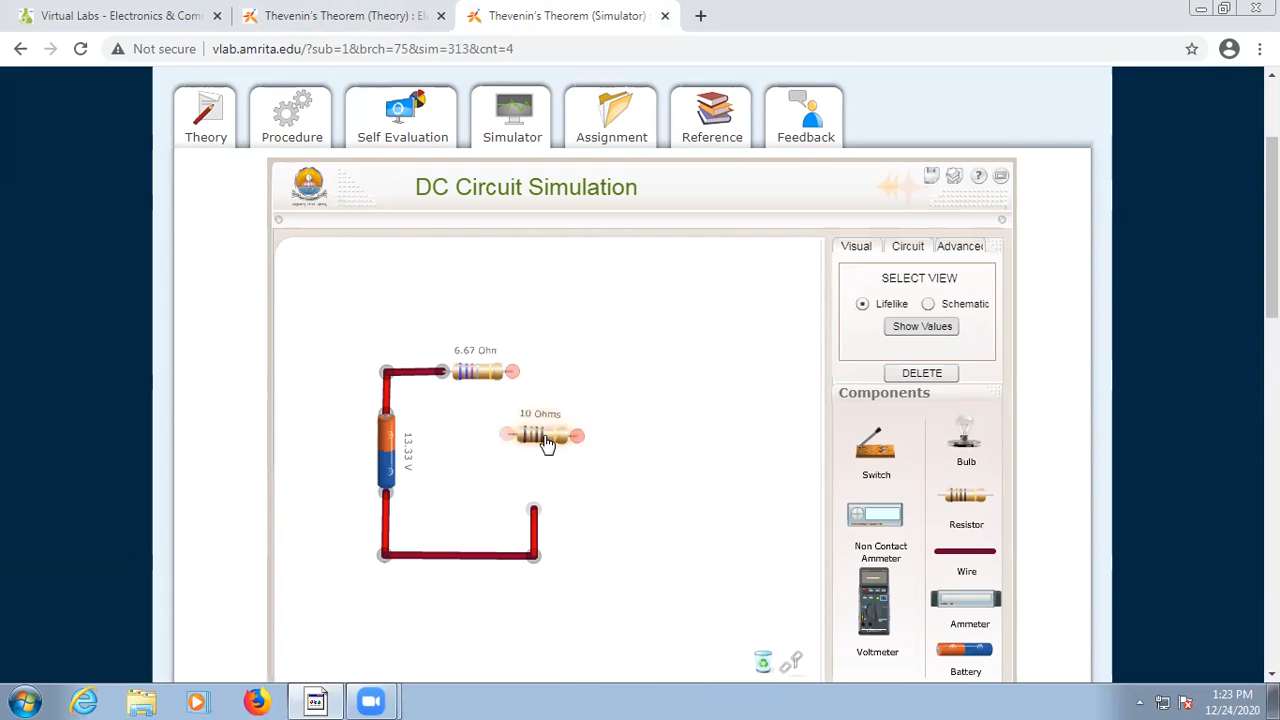 Virtual Labs - Electronics & Comm
Thevenin's Theorem (Theory) : Ele
Thevenin's Theorem (Simulator) :
Not secure
vlab.amrita.edu/?sub=1&brch=75&sim=313&cnt=4
Theory
Procedure
Self Evaluation
Simulator
Assignment
Reference
Feedback
DC Circuit Simulation
Visual
Circuit
Advanced
SELECT VIEW
Lifelike
Schematic
Show Values
DELETE
Components
6.67 Ohm
10 Ohms
13.33 V
Switch
Bulb
Resistor
Non Contact
Ammeter
Wire
Ammeter
Voltmeter
Battery
1:23 PM
12/24/2020